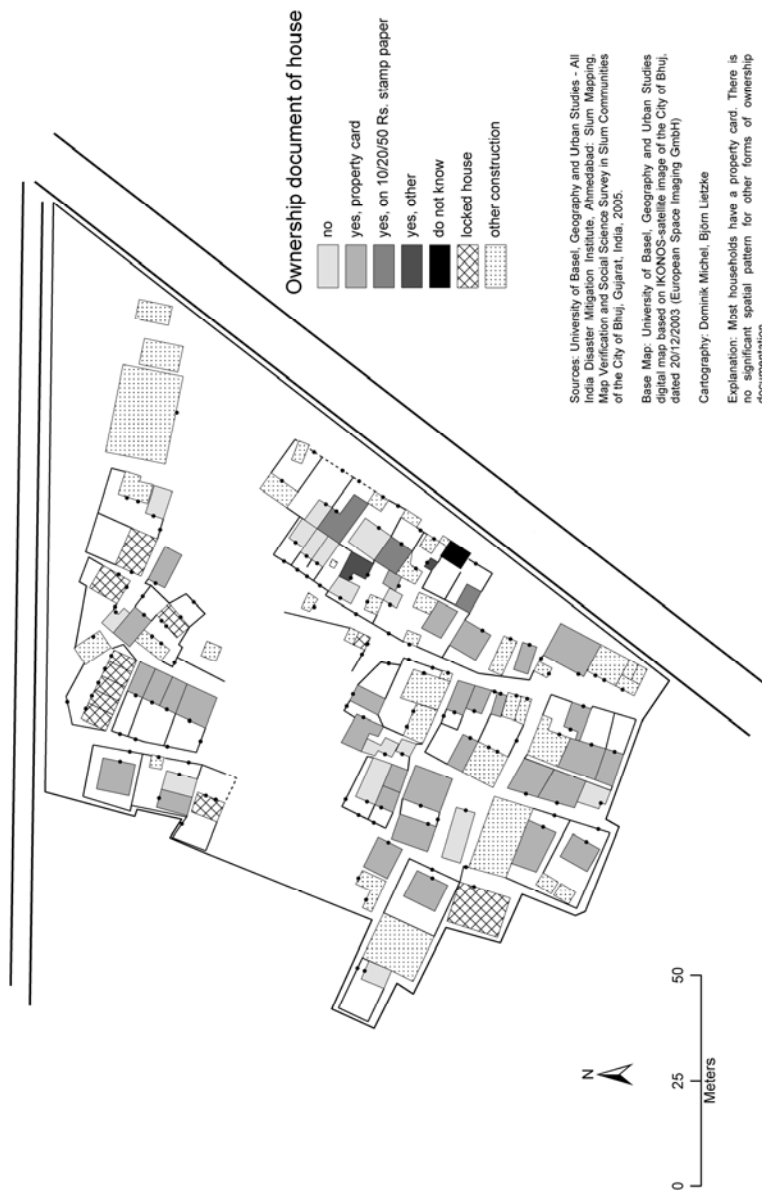 Ownership document of house
no
yes, property card
yes, on 10/20/50 Rs. stamp paper
yes, other
do not know
locked house
other construction
Sources: University of Basel, Geography and Urban Studies - All
India Disaster Mitigation Institute, Ahmedabad: Slum Mapping,
Map Verification and Social Science Survey in Slum Communities
of the City of Bhuj, Gujarat, India, 2005.
Base Map: University of Basel, Geography and Urban Studies
digital map based on IKONOS-satellite image of the City of Bhuj,
dated 20/12/2003 (European Space Imaging GmbH)
Cartography: Dominik Michel, Björn Lietzke
Explanation: Most households have a property card. There is
no significant spatial pattern for other forms of ownership
documentation
N
0 25 50
Meters